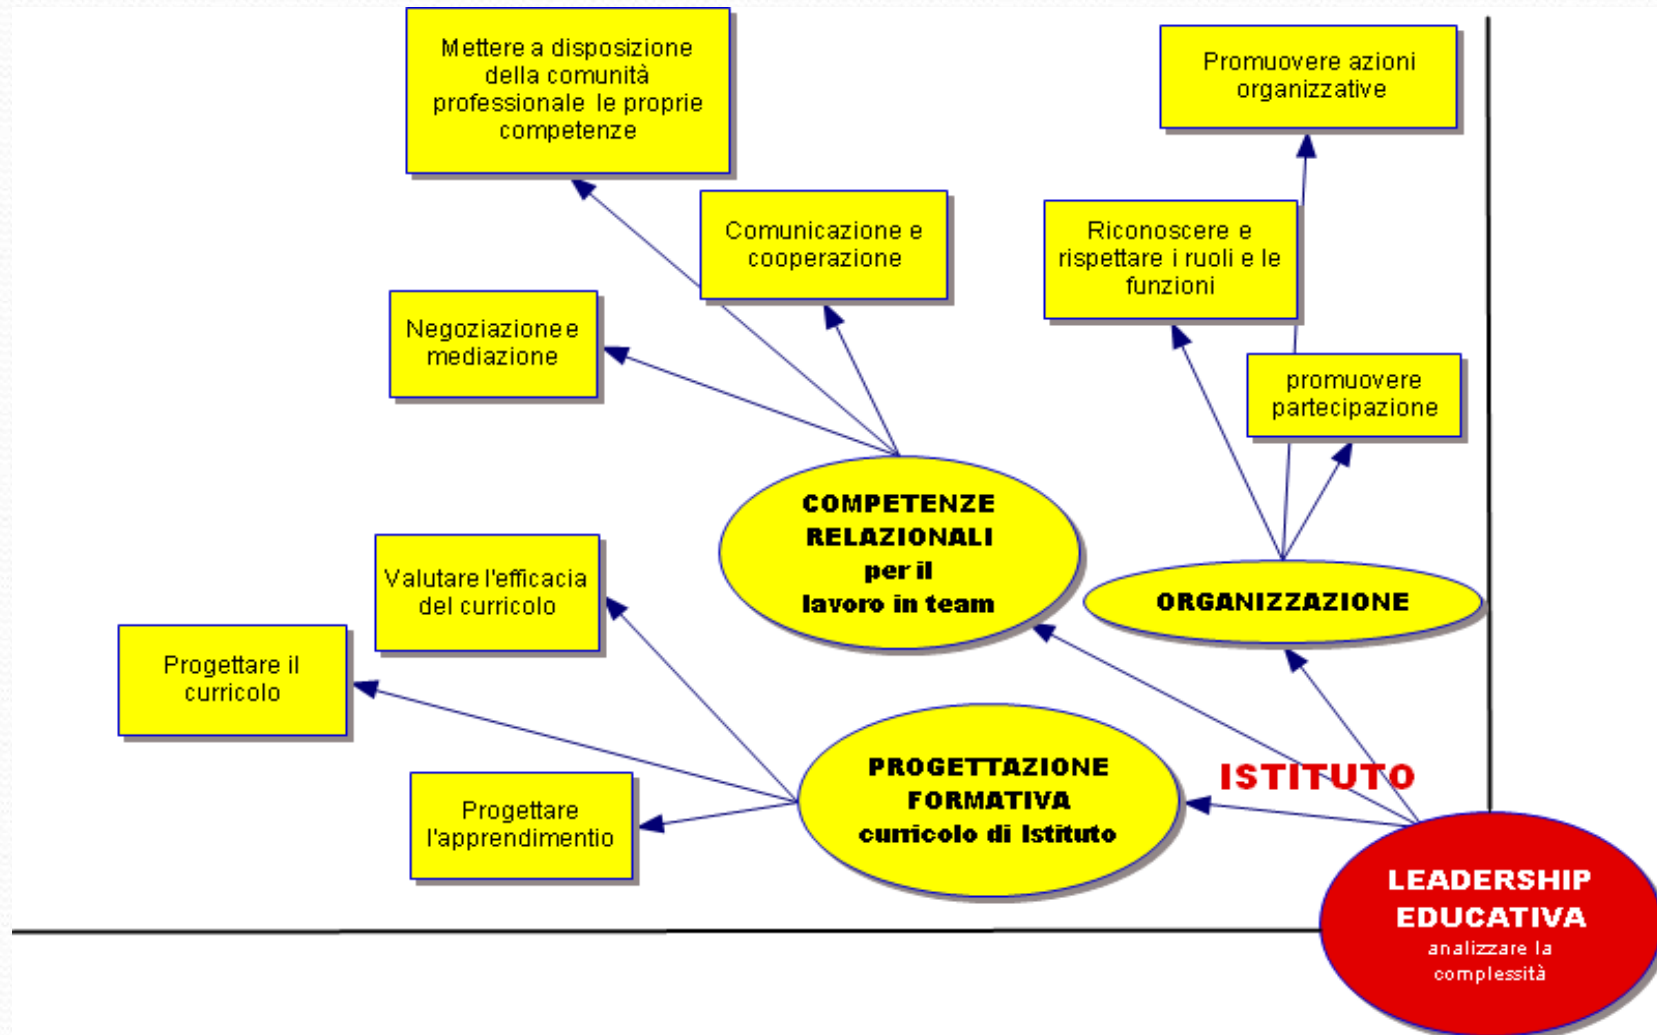 Mettere a disposizione
della comunità
professionale le proprie
competenze
Promuovere azioni
organizzative
Comunicazione e
cooperazione
Riconoscere e
rispettare i ruoli e le
funzioni
Negoziazione e
mediazione
promuovere
partecipazione
COMPETENZE
RELAZIONALI
per il
lavoro in team
ORGANIZZAZIONE
Valutare l'efficacia
del curricolo
Progettare il
curricolo
PROGETTAZIONE
FORMATIVA
curricolo di Istituto
ISTITUTO
Progettare
l'apprendimentio
LEADERSHIP
EDUCATIVA
analizzare la
complessità